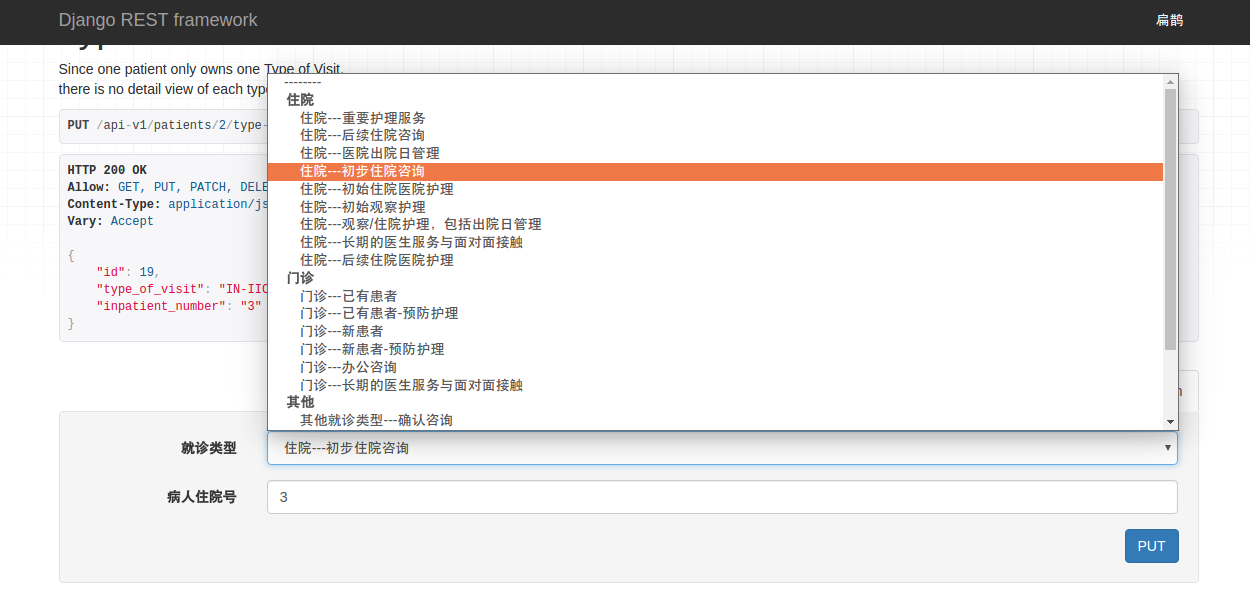 Django REST framework
扁鹊
Since one patient only owns one Type of Visit,
there is no detail view of each type
PUT /api-v1/patients/2/type-
HTTP 200 OK
Allow: GET, PUT, PATCH, DELE
Content-Type: application/js
Vary: Accept
{
"id": 19,
"type_of_visit": "IN-IIC
"inpatient_number": "3"
}
--------
住院
住院---重要护理服务
住院---后续住院咨询
住院---医院出院日管理
住院---初步住院咨询
住院---初始住院医院护理
住院---初始观察护理
住院---观察/住院护理，包括出院日管理
住院---长期的医生服务与面对面接触
住院---后续住院医院护理
门诊
门诊---已有患者
门诊---已有患者-预防护理
门诊---新患者
门诊---新患者-预防护理
门诊---办公咨询
门诊---长期的医生服务与面对面接触
其他
其他就诊类型---确认咨询
就诊类型
住院---初步住院咨询
病人住院号
3
PUT